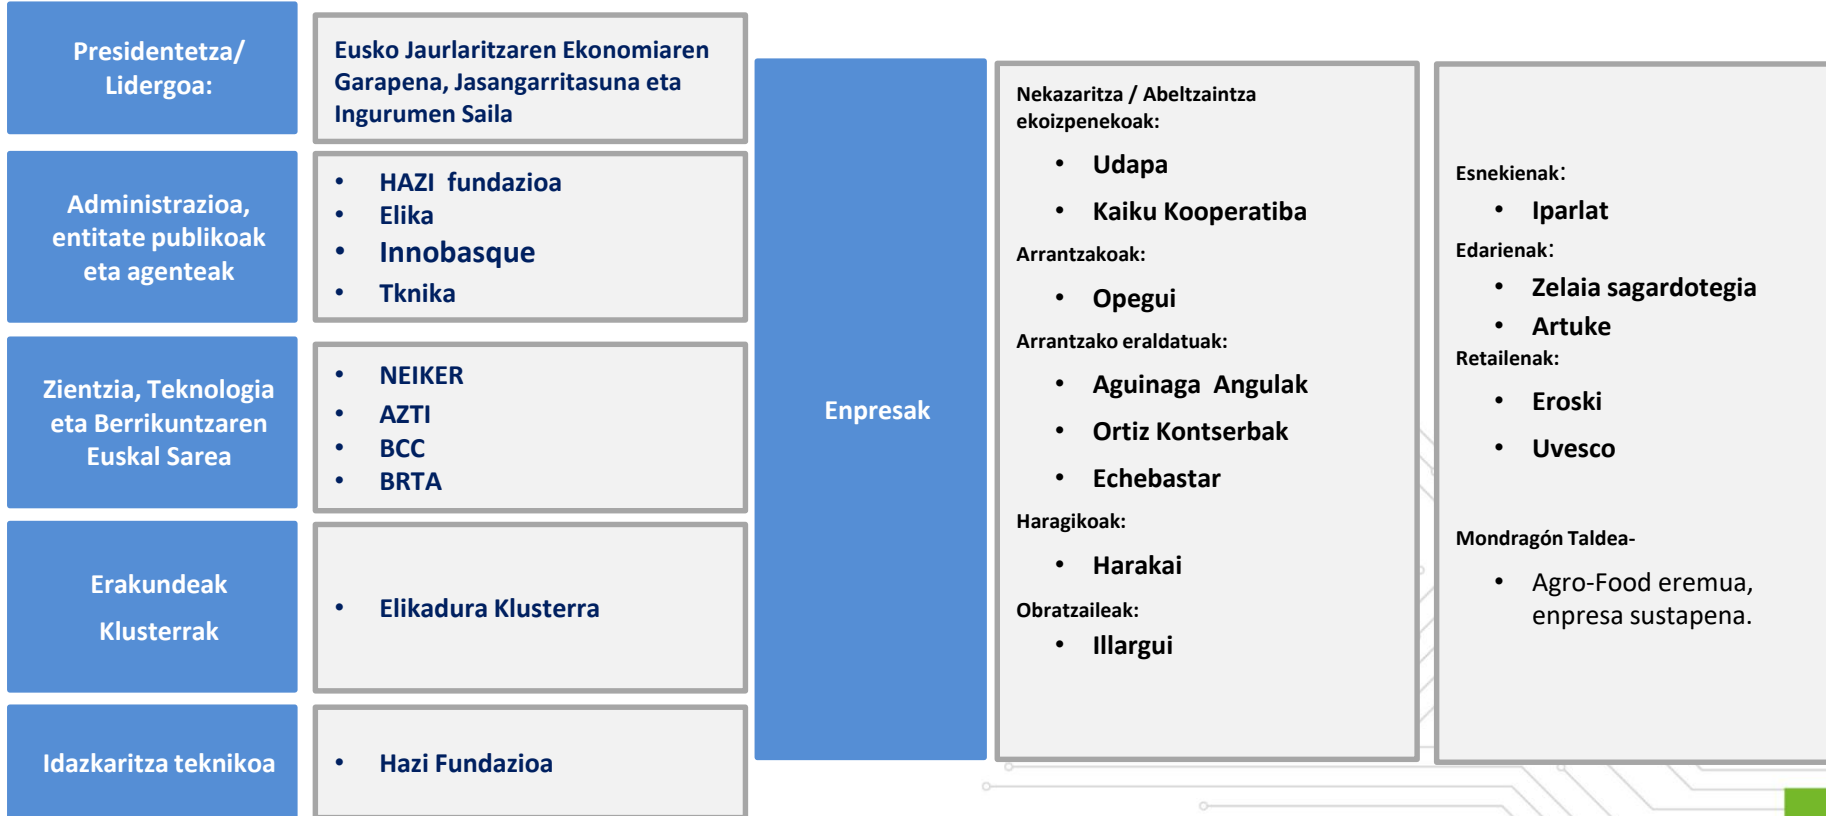 Presidentetza/
Lidergoa:
Eusko Jaurlaritzaren Ekonomiaren
Garapena, Jasangarritasuna eta
Ingurumen Saila
Administrazioa,
entitate publikoak
eta agenteak
• HAZI fundazioa
• Elika
• Innobasque
• Tknika
Zientzia, Teknologia
eta Berrikuntzaren
Euskal Sarea
• NEIKER
• AZTI
• BCC
• BRTA
Erakundeak
Klusterrak
• Elikadura Klusterra
Idazkaritza teknikoa
• Hazi Fundazioa
Enpresak
Nekazaritza / Abeltzaintza
ekoizpenekoak:
• Udapa
• Kaiku Kooperatiba
Arrantzakoak:
• Opegui
Arrantzako eraldatuak:
• Aguinaga Angulak
• Ortiz Kontserbak
• Echebastar
Haragikoak:
• Harakai
Obratzaileak:
• Illargui
Esnekienak:
• Iparlat
Edarienak:
• Zelaia sagardotegia
• Artuke
Retailenak:
• Eroski
• Uvesco
Mondragón Taldea-
• Agro-Food eremua,
enpresa sustapena.